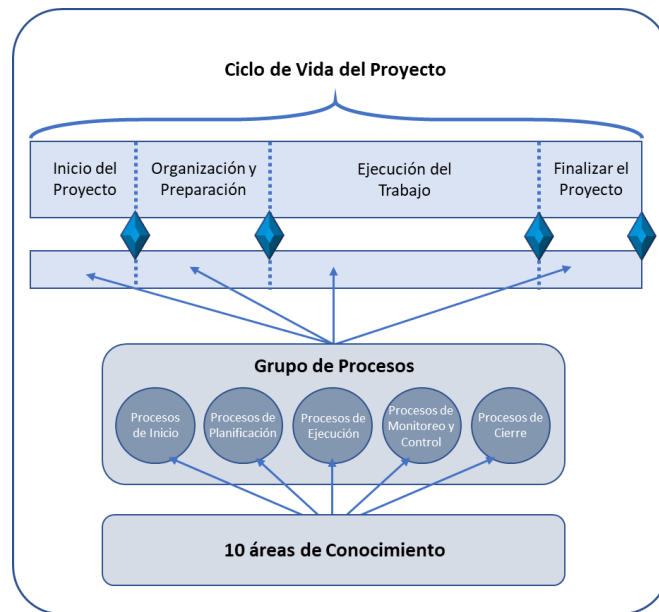 Ciclo de Vida del Proyecto
Inicio del
Proyecto
Organización y
Preparación
Ejecución del
Trabajo
Finalizar el
Proyecto
Grupo de Procesos
Procesos
de Inicio
Procesos de
Planificación
Procesos de
Ejecución
Procesos de
Monitoreo y
Control
Procesos de
Cierre
10 áreas de Conocimiento